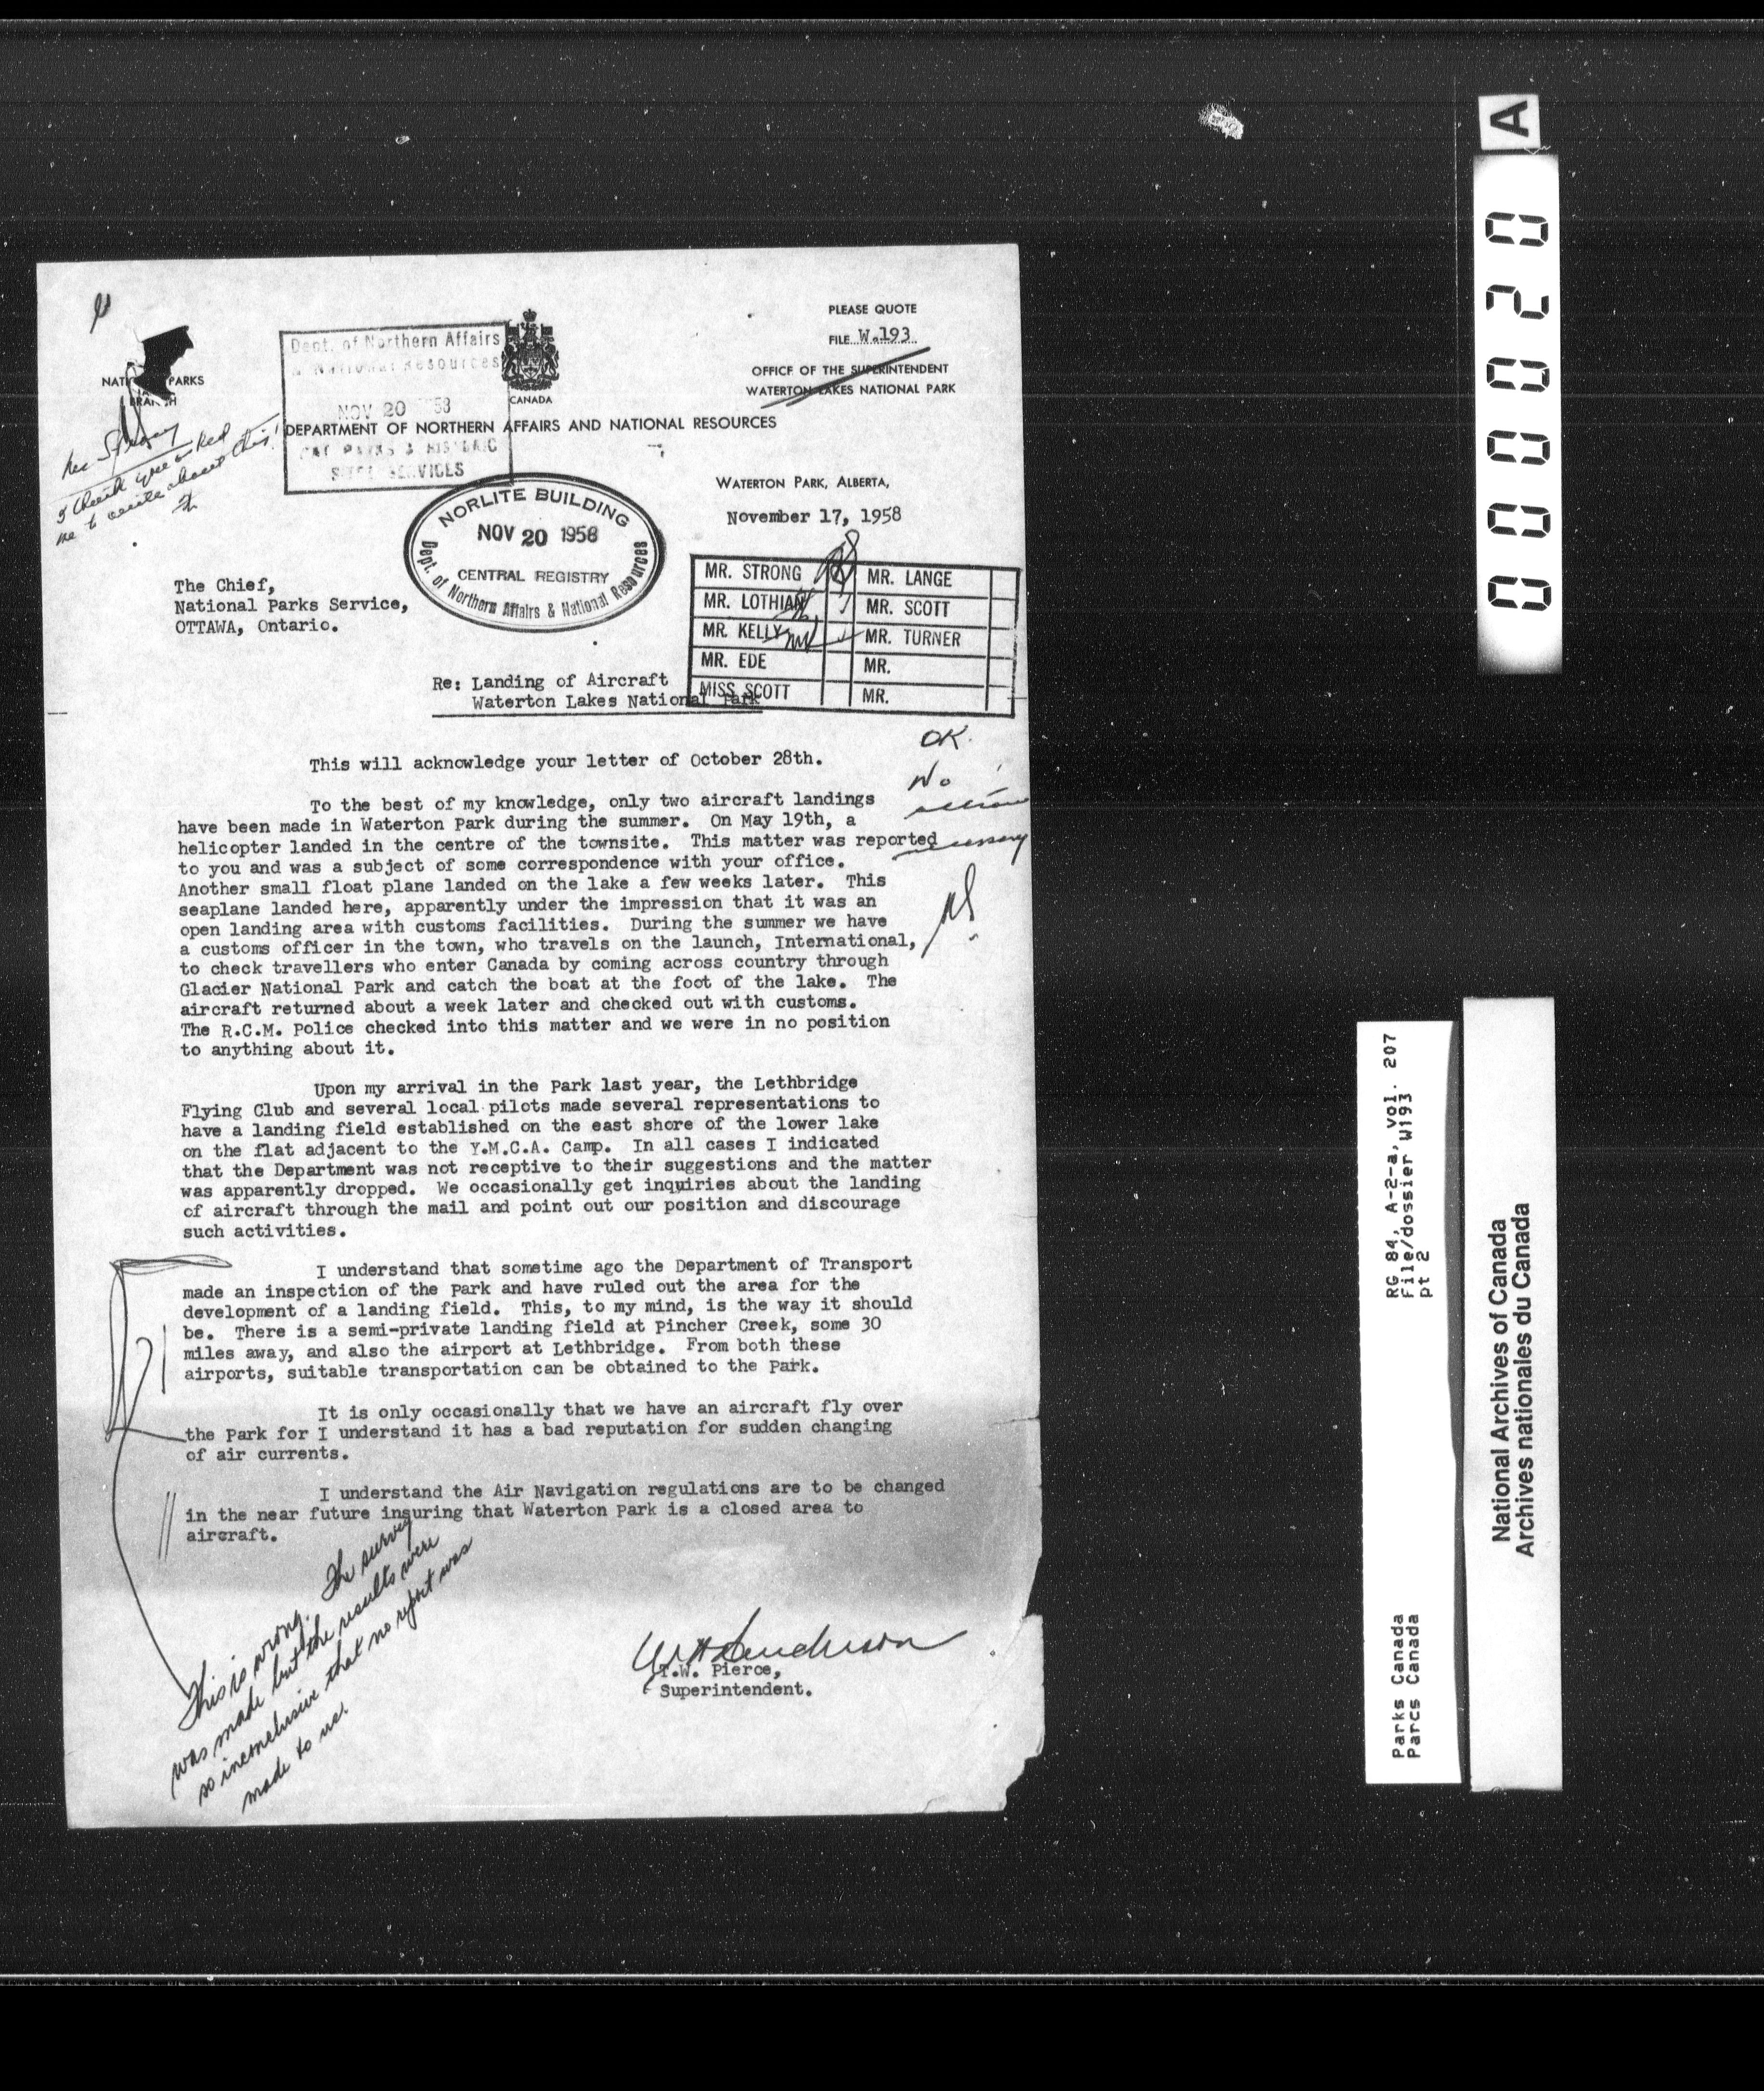 PLEASE QUOTE
FILE W.193
OFFICE OF THE SUPERINTENDENT
WATERTON LAKES NATIONAL PARK
NATI PARKS
BRANCH
Dept. of Northern Affairs
& National Resources
NOV 20 1958
NAT PARKS & HISTORIC
SITES SERVICES
CANADA
DEPARTMENT OF NORTHERN AFFAIRS AND NATIONAL RESOURCES
Mr Strong
I think you asked
me to write about this!
WATERTON PARK, ALBERTA,
November 17, 1958
NORLITE BUILDING
NOV 20 1958
CENTRAL REGISTRY
Dept. of Northern Affairs & National Resources
MR. STRONG MR. LANGE
MR. LOTHIAN MR. SCOTT
MR. KELLY MR. TURNER
MR. EDE MR.
MISS SCOTT MR.
The Chief,
National Parks Service,
OTTAWA, Ontario.
Re: Landing of Aircraft
Waterton Lakes National Park
OK.
No
action
necessary
This will acknowledge your letter of October 28th.
To the best of my knowledge, only two aircraft landings
have been made in Waterton Park during the summer. On May 19th, a
helicopter landed in the centre of the townsite. This matter was reported
to you and was a subject of some correspondence with your office.
Another small float plane landed on the lake a few weeks later. This
seaplane landed here, apparently under the impression that it was an
open landing area with customs facilities. During the summer we have
a customs officer in the town, who travels on the launch, International,
to check travellers who enter Canada by coming across country through
Glacier National Park and catch the boat at the foot of the lake. The
aircraft returned about a week later and checked out with customs.
The R.C.M. Police checked into this matter and we were in no position
to anything about it.
Upon my arrival in the Park last year, the Lethbridge
Flying Club and several local pilots made several representations to
have a landing field established on the east shore of the lower lake
on the flat adjacent to the Y.M.C.A. Camp. In all cases I indicated
that the Department was not receptive to their suggestions and the matter
was apparently dropped. We occasionally get inquiries about the landing
of aircraft through the mail and point out our position and discourage
such activities.
I understand that sometime ago the Department of Transport
made an inspection of the Park and have ruled out the area for the
development of a landing field. This, to my mind, is the way it should
be. There is a semi-private landing field at Pincher Creek, some 30
miles away, and also the airport at Lethbridge. From both these
airports, suitable transportation can be obtained to the Park.
It is only occasionally that we have an aircraft fly over
the Park for I understand it has a bad reputation for sudden changing
of air currents.
I understand the Air Navigation regulations are to be changed
in the near future insuring that Waterton Park is a closed area to
aircraft.
This is wrong. The survey
was made but the results were
so inconclusive that no report was
made to us.
T.W. Pierce,
Superintendent.
A
000020
RG 84, A-2-a, vol. 207
File/dossier W193
pt 2
Parks Canada
Parcs Canada
National Archives of Canada
Archives nationales du Canada